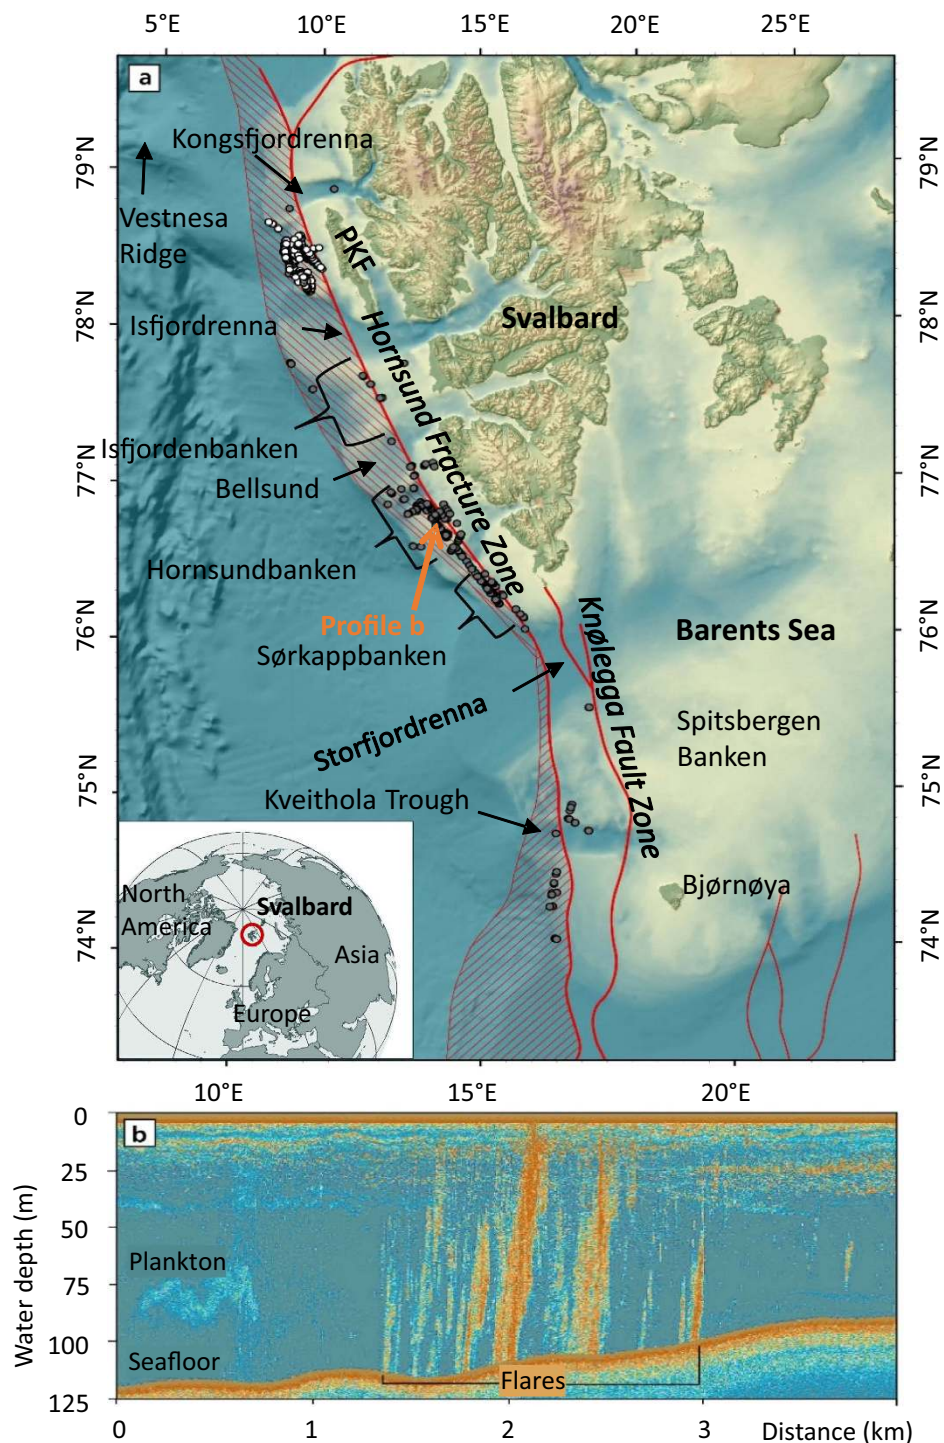 5°E 10°E 15°E 20°E 25°E
a
Kongsfjordrenna
79°N 79°N
Vestnesa
Ridge
PKF
78°N 78°N
Isfjordrenna
Svalbard
Hornsund Fracture Zone
Isfjordenbanken
77°N 77°N
Bellsund
Hornsundbanken
Profile b
76°N 76°N
Sørkappbanken
Knølegga Fault Zone
Barents Sea
Storfjordrenna
Spitsbergen
Banken
75°N 75°N
Kveithola Trough
Bjørnøya
74°N 74°N
North
America
Svalbard
Asia
Europe
10°E 15°E 20°E
b
Water depth (m)
0
25
50
75
100
125
Plankton
Seafloor
Flares
0 1 2 3 Distance (km)